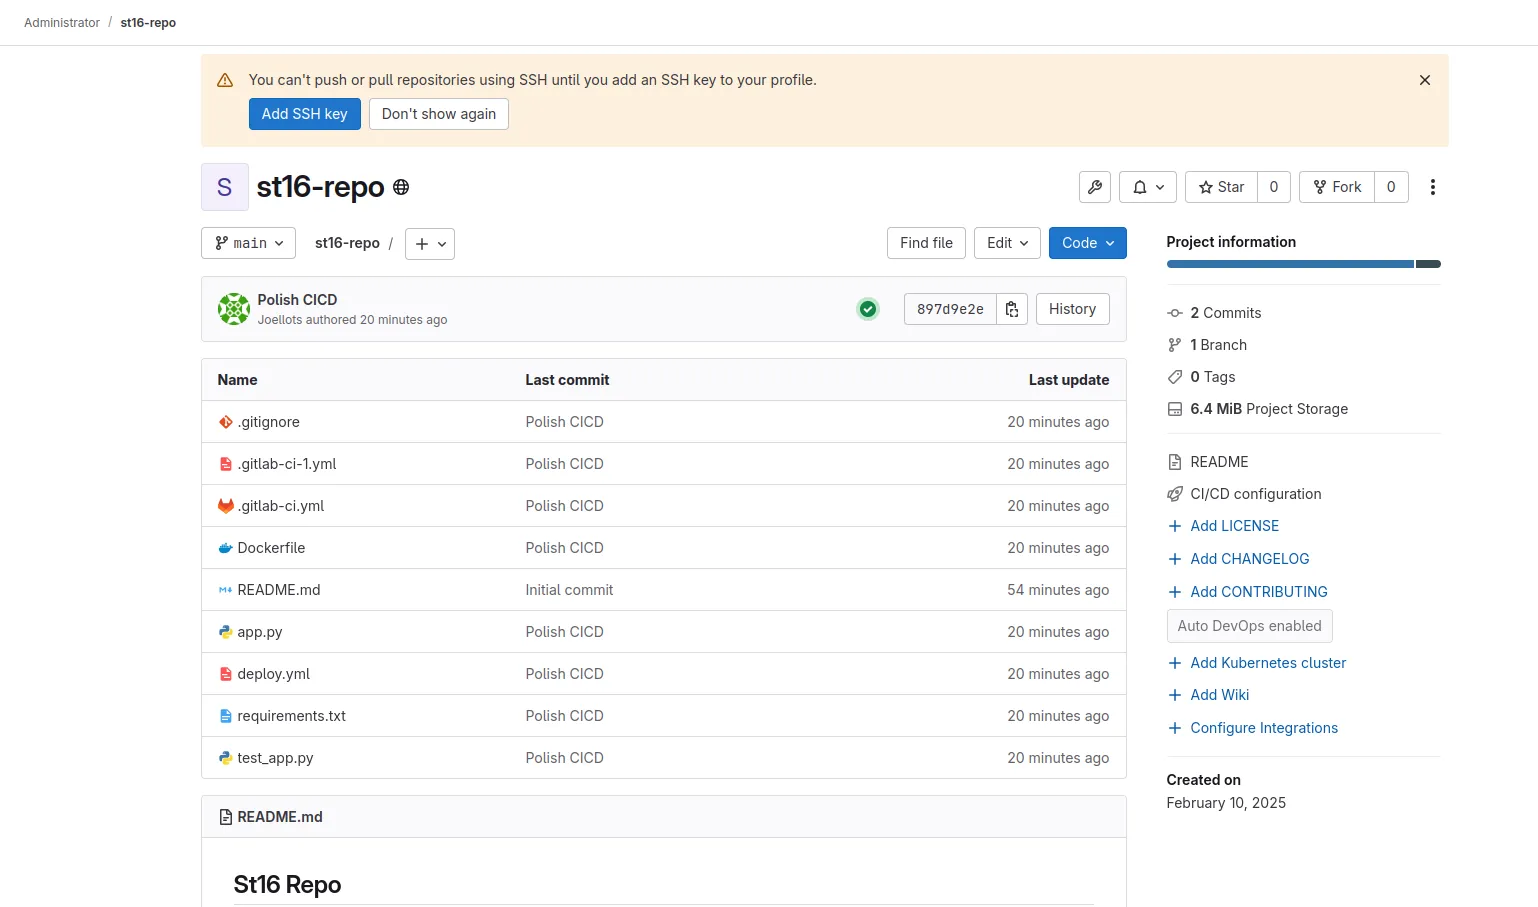 Administrator / st16-repo
You can't push or pull repositories using SSH until you add an SSH key to your profile.
Add SSH key Don't show again
S st16-repo
Star 0 Fork 0
main st16-repo /
Find file Edit Code
Polish CICD
Joellots authored 20 minutes ago
897d9e2e History
Name Last commit Last update
.gitignore Polish CICD 20 minutes ago
.gitlab-ci-1.yml Polish CICD 20 minutes ago
.gitlab-ci.yml Polish CICD 20 minutes ago
Dockerfile Polish CICD 20 minutes ago
README.md Initial commit 54 minutes ago
app.py Polish CICD 20 minutes ago
deploy.yml Polish CICD 20 minutes ago
requirements.txt Polish CICD 20 minutes ago
test_app.py Polish CICD 20 minutes ago
README.md
St16 Repo
Project information
2 Commits
1 Branch
0 Tags
6.4 MiB Project Storage
README
CI/CD configuration
Add LICENSE
Add CHANGELOG
Add CONTRIBUTING
Auto DevOps enabled
Add Kubernetes cluster
Add Wiki
Configure Integrations
Created on
February 10, 2025